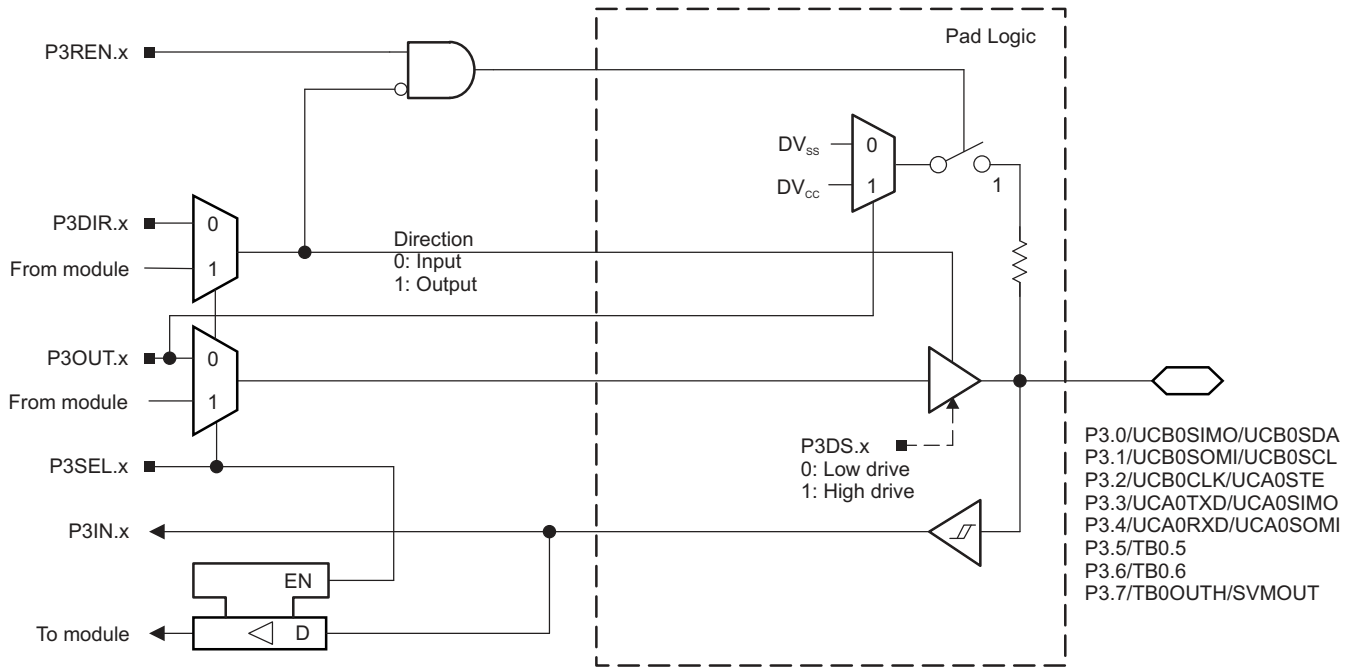 P3REN.x
Pad Logic
DVSS
0
DVCC
1
1
P3DIR.x
0
From module
1
Direction
0: Input
1: Output
P3OUT.x
0
From module
1
P3DS.x
0: Low drive
1: High drive
P3SEL.x
P3IN.x
EN
To module
D
P3.0/UCB0SIMO/UCB0SDA
P3.1/UCB0SOMI/UCB0SCL
P3.2/UCB0CLK/UCA0STE
P3.3/UCA0TXD/UCA0SIMO
P3.4/UCA0RXD/UCA0SOMI
P3.5/TB0.5
P3.6/TB0.6
P3.7/TB0OUTH/SVMOUT